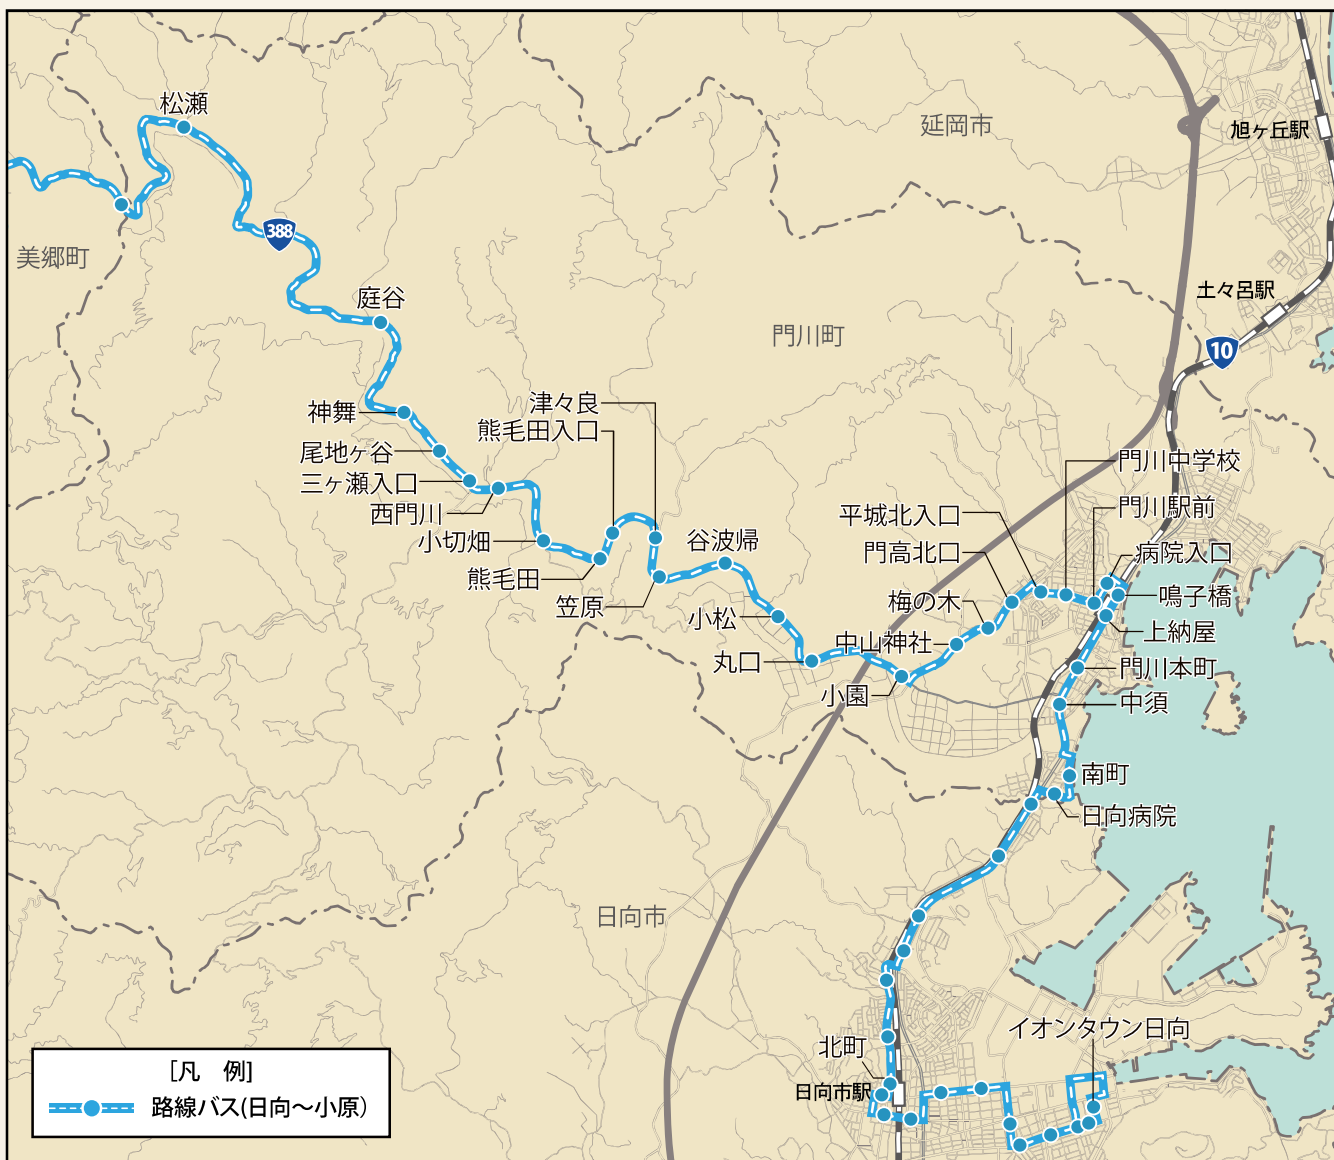 松瀬
延岡市
旭ヶ丘駅
388
美郷町
土々呂駅
庭谷
門川町
10
神舞
津々良
熊毛田入口
尾地ヶ谷
三ヶ瀬入口
西門川
小切畑
熊毛田
笠原
谷波帰
小松
丸口
小園
中山神社
梅の木
門高北口
平城北入口
門川中学校
門川駅前
病院入口
鳴子橋
上納屋
門川本町
中須
南町
日向病院
日向市
イオンタウン日向
北町
日向市駅
[凡 例]
路線バス(日向～小原)